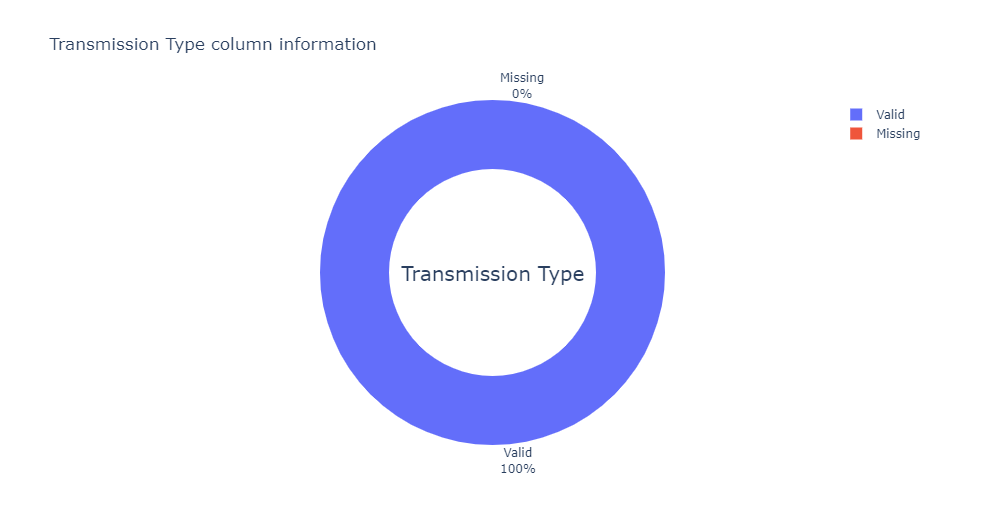 Transmission Type column information
Missing
0%
Valid
Missing
Transmission Type
Valid
100%